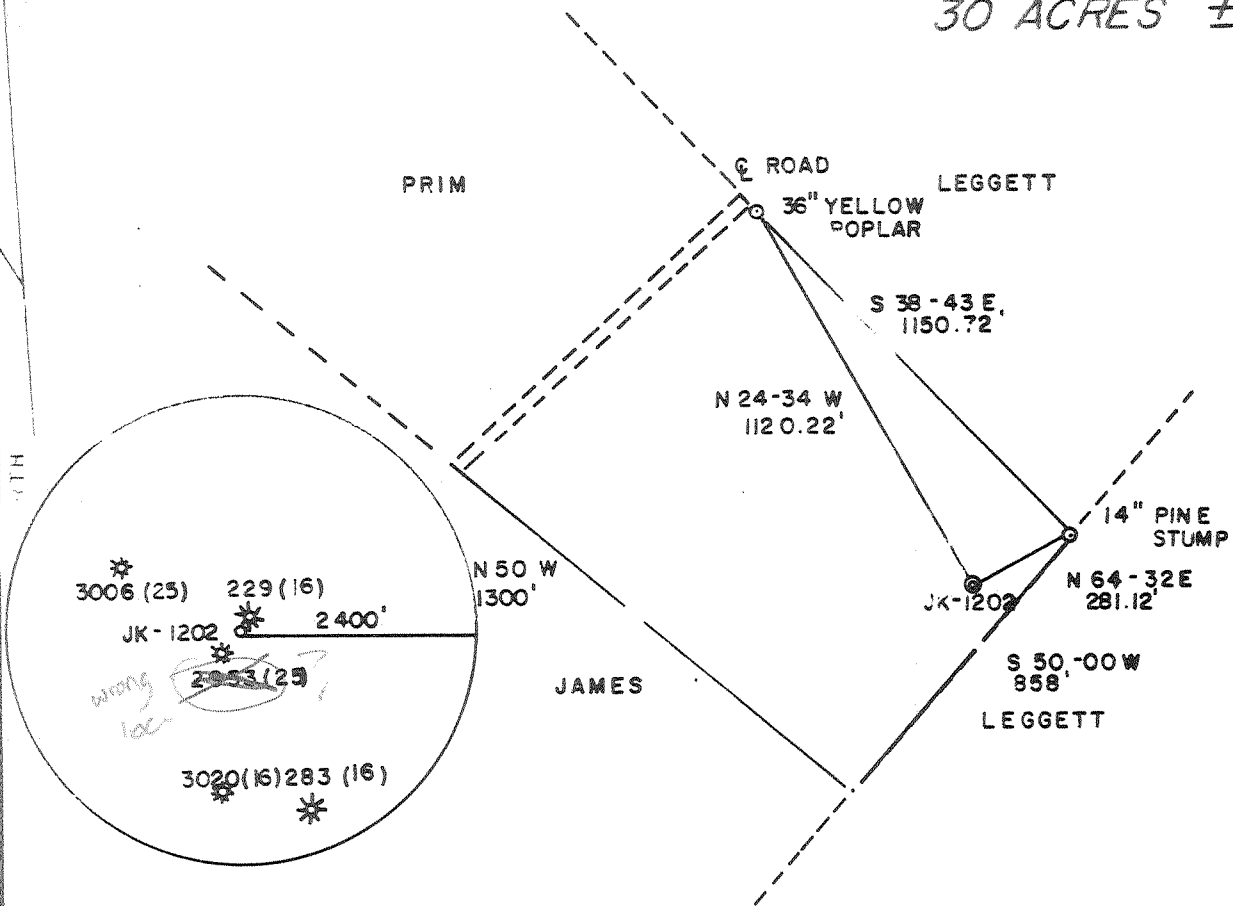 30 ACRES ±
℄ ROAD
PRIM
LEGGETT
36" YELLOW
POPLAR
S 38-43 E,
1150.72'
N 24-34 W
1120.22'
14" PINE
STUMP
N 50 W
1300'
N 64-32E
281.12'
JK-1202
3006 (25)
229 (16)
2400'
JK-1202
wrong
loc
JAMES
S 50,-00 W
858'
LEGGETT
3020(16)
283 (16)